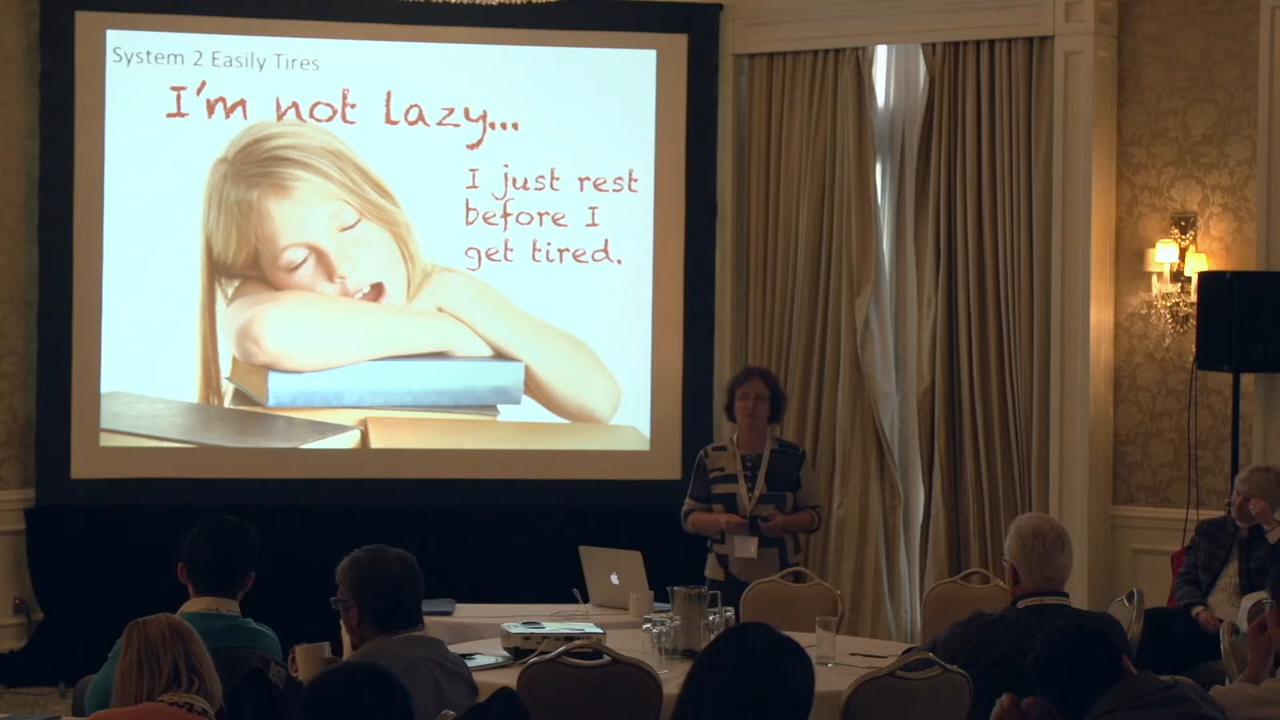 System 2 Easily Tires
I'm not lazy...
I just rest
before I
get tired.